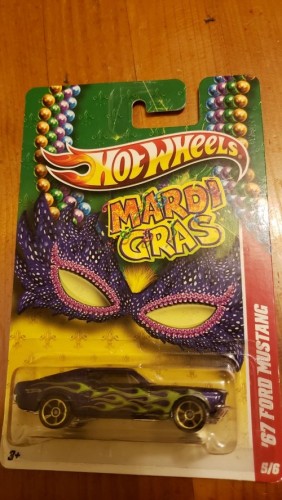 HOT WHEELS
MARDI
GRAS
'67 FORD MUSTANG
3+
5/6